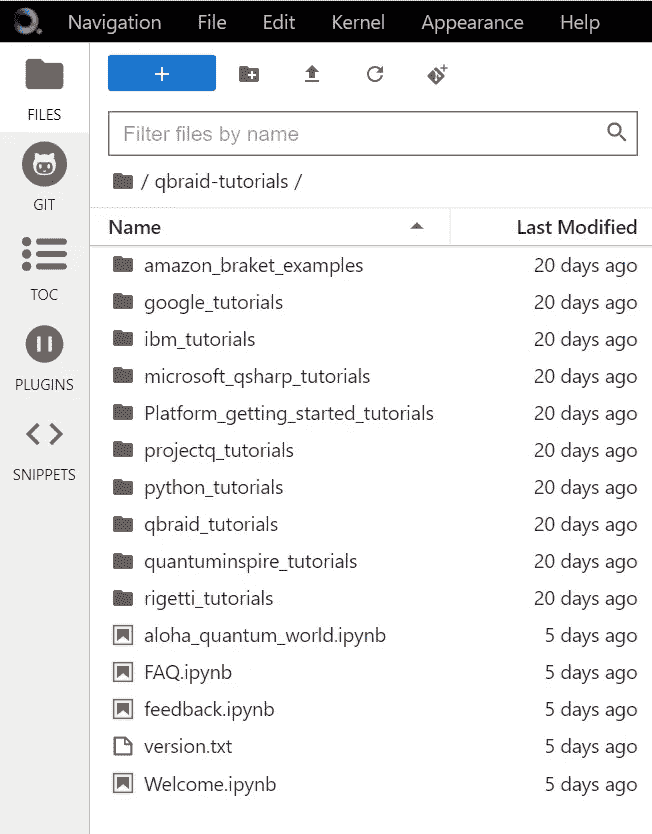 Navigation File Edit Kernel Appearance Help
FILES
GIT
TOC
PLUGINS
SNIPPETS
+
Filter files by name
/ qbraid-tutorials /
Name Last Modified
amazon_braket_examples 20 days ago
google_tutorials 20 days ago
ibm_tutorials 20 days ago
microsoft_qsharp_tutorials 20 days ago
Platform_getting_started_tutorials 20 days ago
projectq_tutorials 20 days ago
python_tutorials 20 days ago
qbraid_tutorials 20 days ago
quantuminspire_tutorials 20 days ago
rigetti_tutorials 20 days ago
aloha_quantum_world.ipynb 5 days ago
FAQ.ipynb 5 days ago
feedback.ipynb 5 days ago
version.txt 5 days ago
Welcome.ipynb 5 days ago